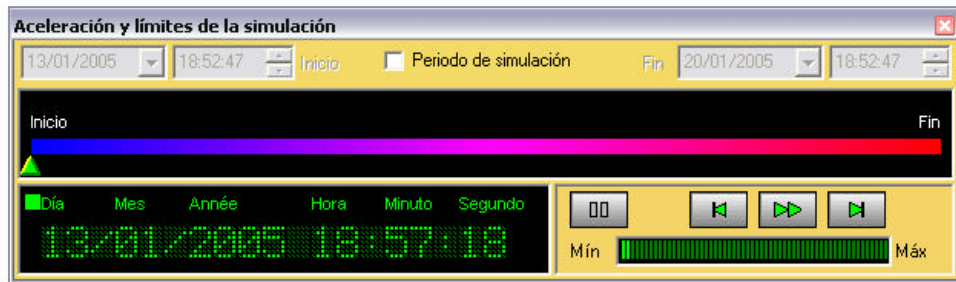 Aceleración y límites de la simulación
13/01/2005 18:52:47 Inicio Periodo de simulación Fin 20/01/2005 18:52:47
Inicio Fin
Día Mes Année Hora Minuto Segundo
13/01/2005 18:57:18
Mín Máx